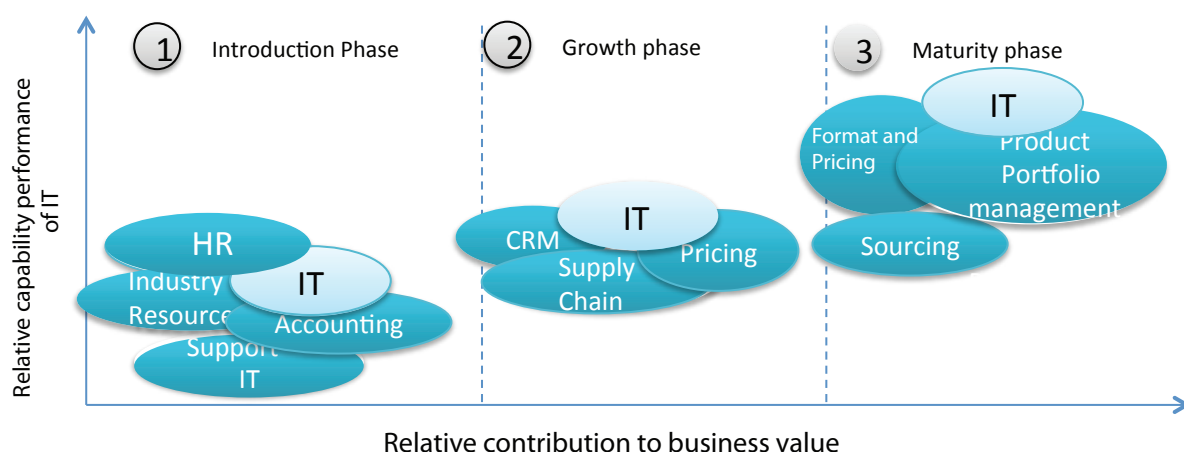 1 Introduction Phase
2 Growth phase
3 Maturity phase
Relative capability performance
of IT
HR
IT
Industry
Resource
Accounting
Support
IT
IT
CRM
Pricing
Supply
Chain
IT
Format and
Pricing
Product
Portfolio
management
Sourcing
Relative contribution to business value